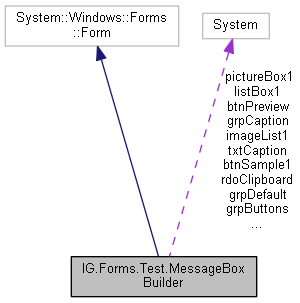 System::Windows::Forms
::Form
System
pictureBox1
listBox1
btnPreview
grpCaption
imageList1
txtCaption
btnSample1
rdoClipboard
grpDefault
grpButtons
...
IG.Forms.Test.MessageBox
Builder